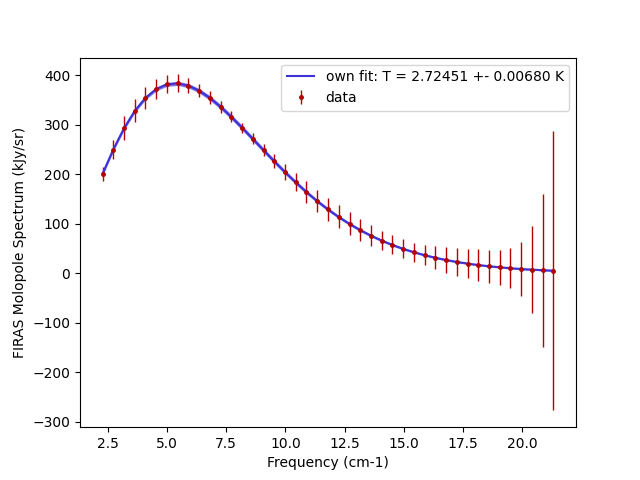 own fit: T = 2.72451 +- 0.00680 K
data
400
300
200
100
0
−100
−200
−300
FIRAS Molopole Spectrum (kJy/sr)
2.5 5.0 7.5 10.0 12.5 15.0 17.5 20.0
Frequency (cm-1)